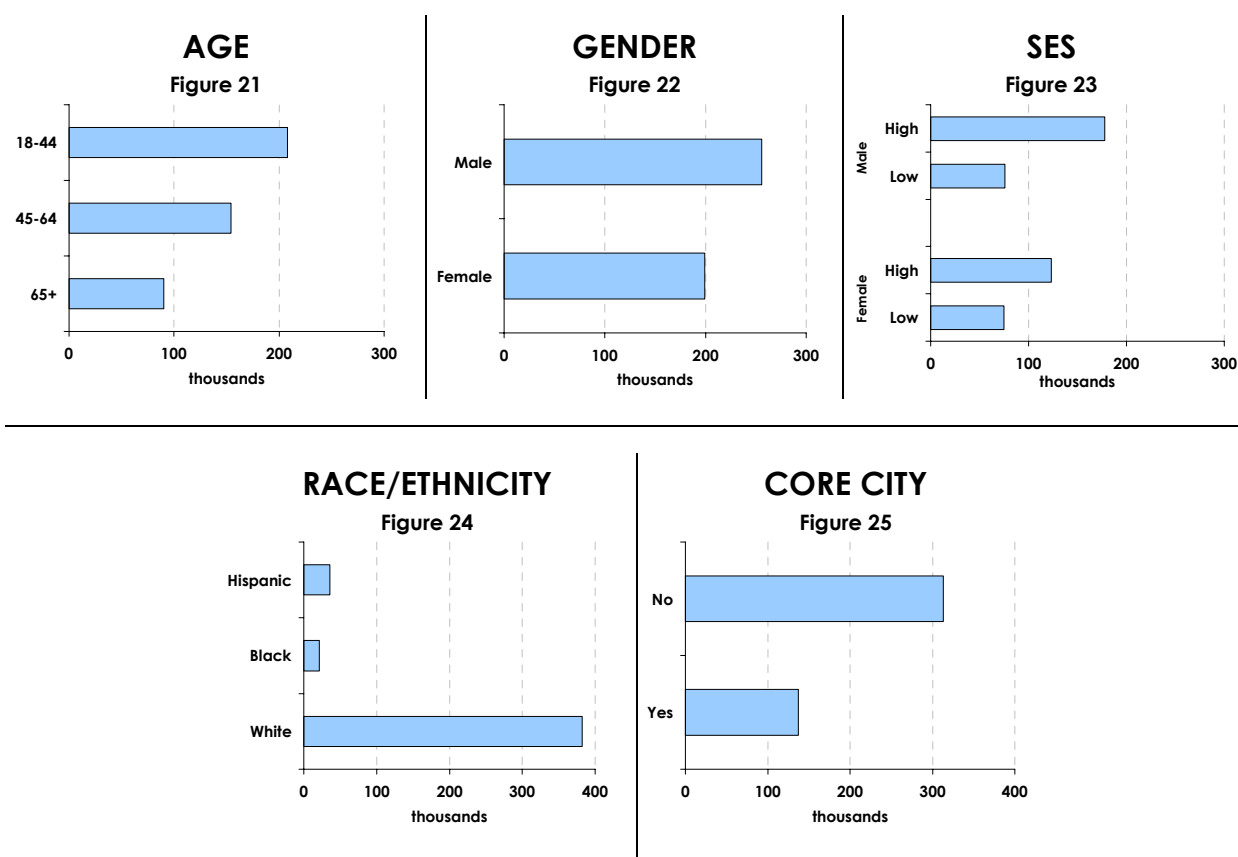 AGE
Figure 21
18-44
45-64
65+
0 100 200 300
thousands
GENDER
Figure 22
Male
Female
0 100 200 300
thousands
SES
Figure 23
Male
High
Low
Female
High
Low
0 100 200 300
thousands
RACE/ETHNICITY
Figure 24
Hispanic
Black
White
0 100 200 300 400
thousands
CORE CITY
Figure 25
No
Yes
0 100 200 300 400
thousands